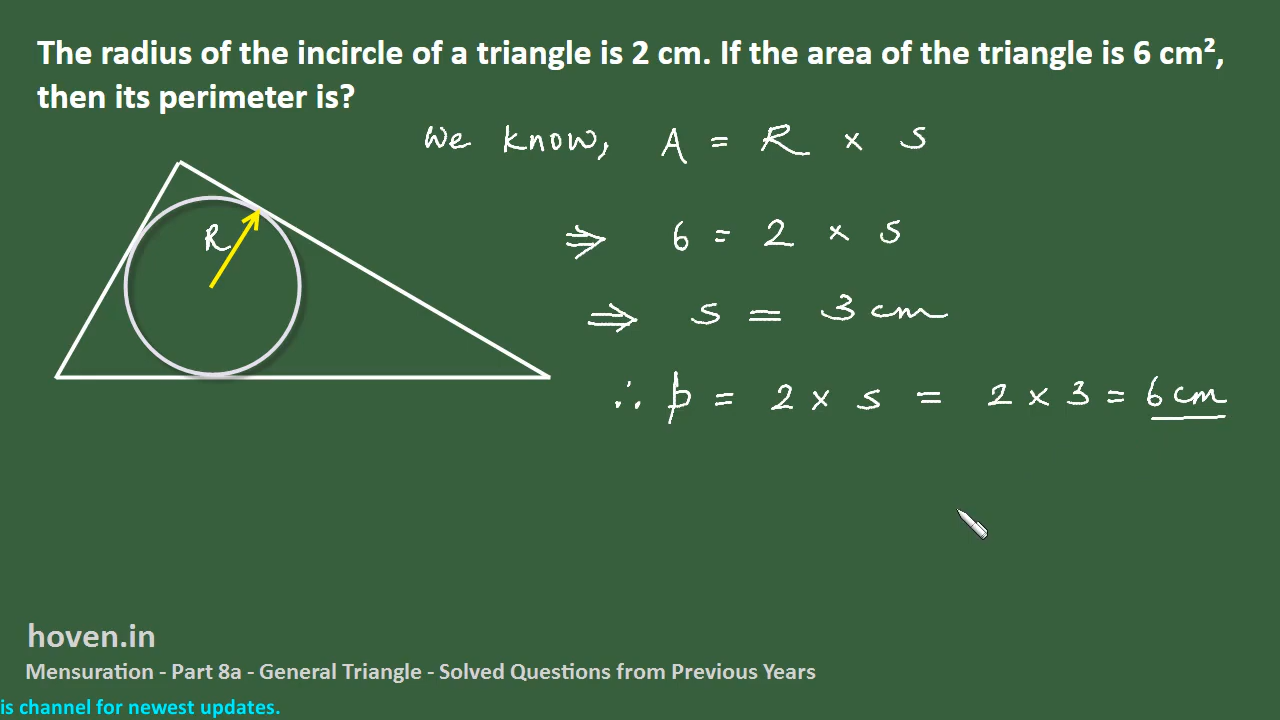 The radius of the incircle of a triangle is 2 cm. If the area of the triangle is 6 cm²,
then its perimeter is?
We know, A = R × s
R
⇒ 6 = 2 × s
⇒ s = 3 cm
∴ p = 2 × s = 2 × 3 = 6 cm
hoven.in
Mensuration - Part 8a - General Triangle - Solved Questions from Previous Years
is channel for newest updates.